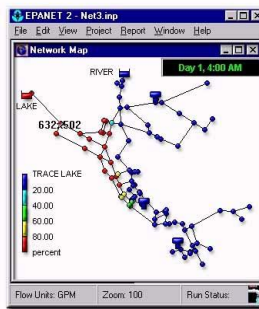 EPANET 2 - Net3.inp
File Edit View Project Report Window Help
Network Map
Day 1, 4:00 AM
RIVER
LAKE
TRACE LAKE
20.00
40.00
60.00
80.00
percent
Flow Units: GPM Zoom: 100 Run Status: